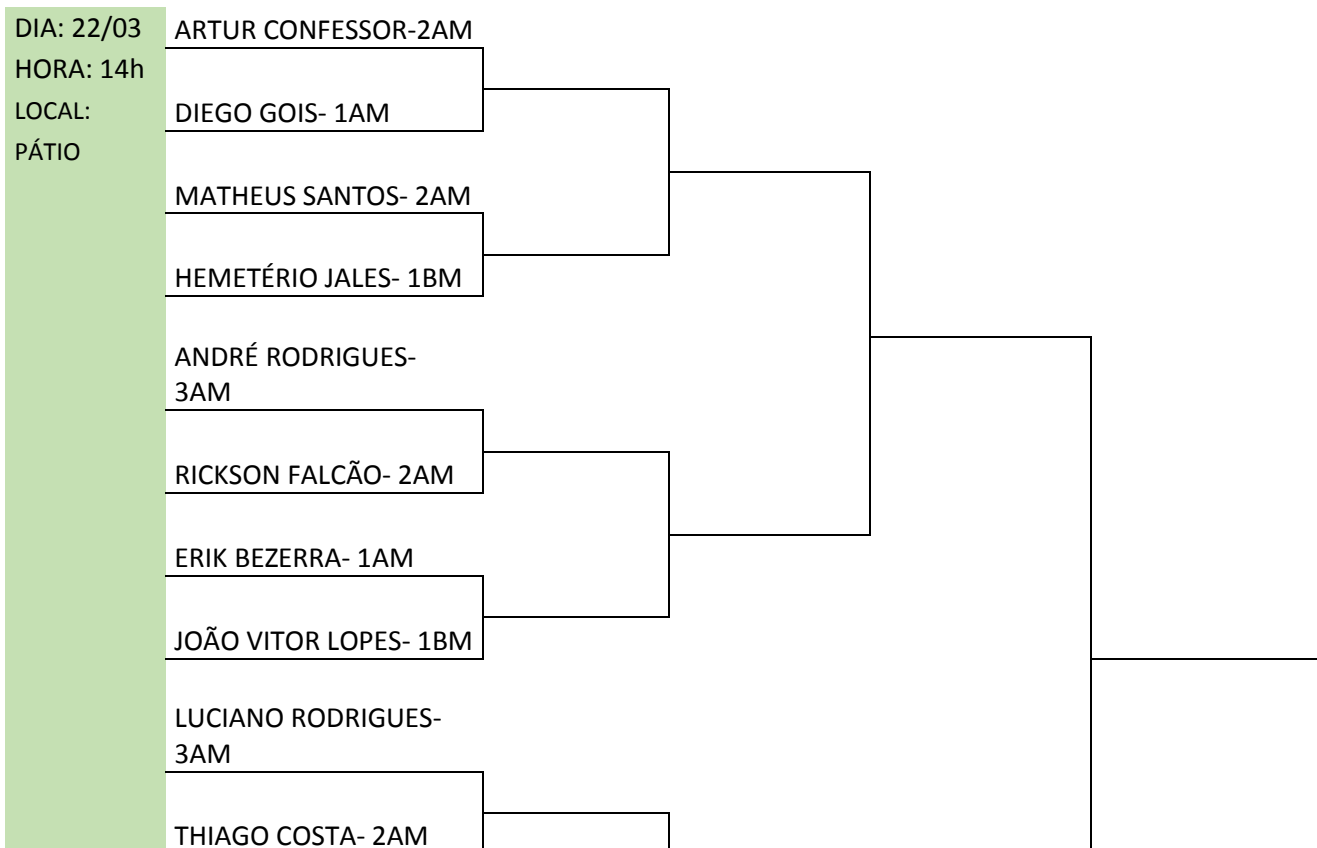 DIA: 22/03
HORA: 14h
LOCAL:
PÁTIO
ARTUR CONFESSOR-2AM
DIEGO GOIS- 1AM
MATHEUS SANTOS- 2AM
HEMETÉRIO JALES- 1BM
ANDRÉ RODRIGUES-
3AM
RICKSON FALCÃO- 2AM
ERIK BEZERRA- 1AM
JOÃO VITOR LOPES- 1BM
LUCIANO RODRIGUES-
3AM
THIAGO COSTA- 2AM